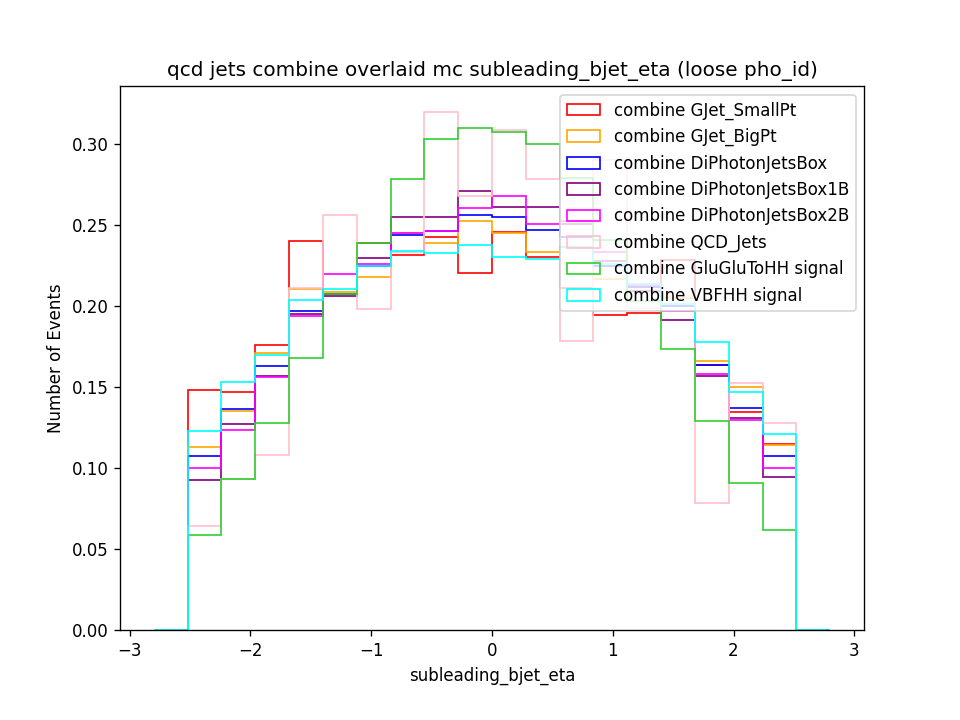 qcd jets combine overlaid mc subleading_bjet_eta (loose pho_id)
combine GJet_SmallPt
combine GJet_BigPt
combine DiPhotonJetsBox
combine DiPhotonJetsBox1B
combine DiPhotonJetsBox2B
combine QCD_Jets
combine GluGluToHH signal
combine VBFHH signal
Number of Events
0.30
0.25
0.20
0.15
0.10
0.05
0.00
−3 −2 −1 0 1 2 3
subleading_bjet_eta